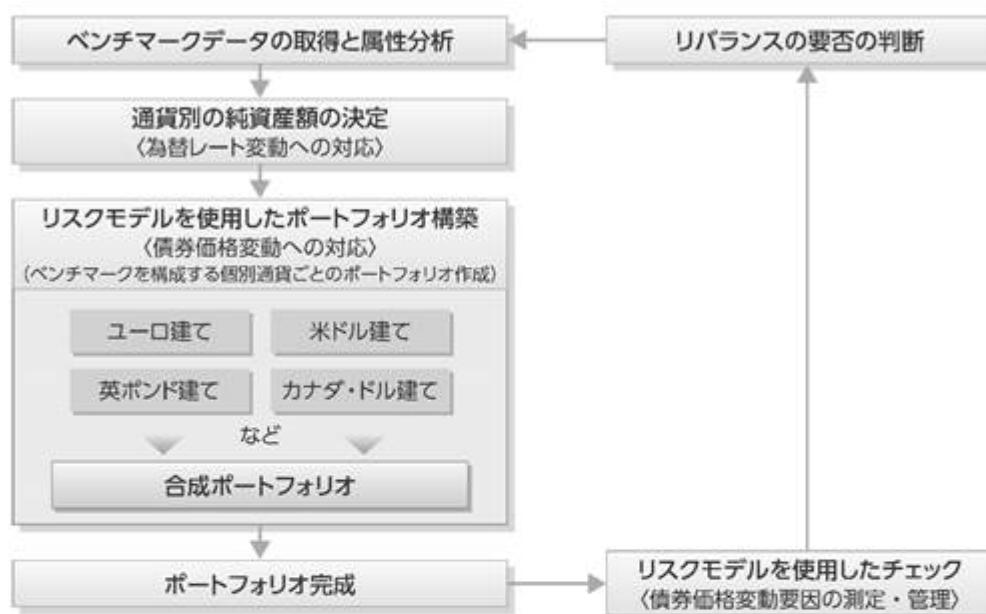 ベンチマークデータの取得と属性分析
リバランスの要否の判断
通貨別の純資産額の決定
〈為替レート変動への対応〉
リスクモデルを使用したポートフォリオ構築
〈債券価格変動への対応〉
(ベンチマークを構成する個別通貨ごとのポートフォリオ作成)
ユーロ建て
米ドル建て
英ポンド建て
カナダ・ドル建て
など
合成ポートフォリオ
ポートフォリオ完成
リスクモデルを使用したチェック
〈債券価格変動要因の測定・管理〉